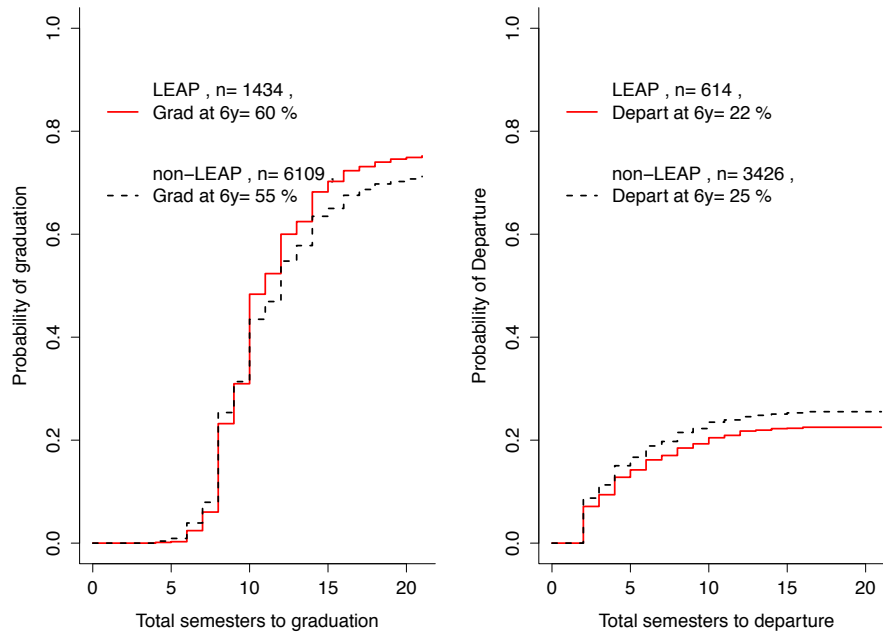 Probability of graduation
0.0
0.2
0.4
0.6
0.8
1.0
LEAP , n= 1434 ,
Grad at 6y= 60 %
non−LEAP , n= 6109 ,
Grad at 6y= 55 %
0
5
10
15
20
Total semesters to graduation
Probability of Departure
0.0
0.2
0.4
0.6
0.8
1.0
LEAP , n= 614 ,
Depart at 6y= 22 %
non−LEAP , n= 3426 ,
Depart at 6y= 25 %
0
5
10
15
20
Total semesters to departure